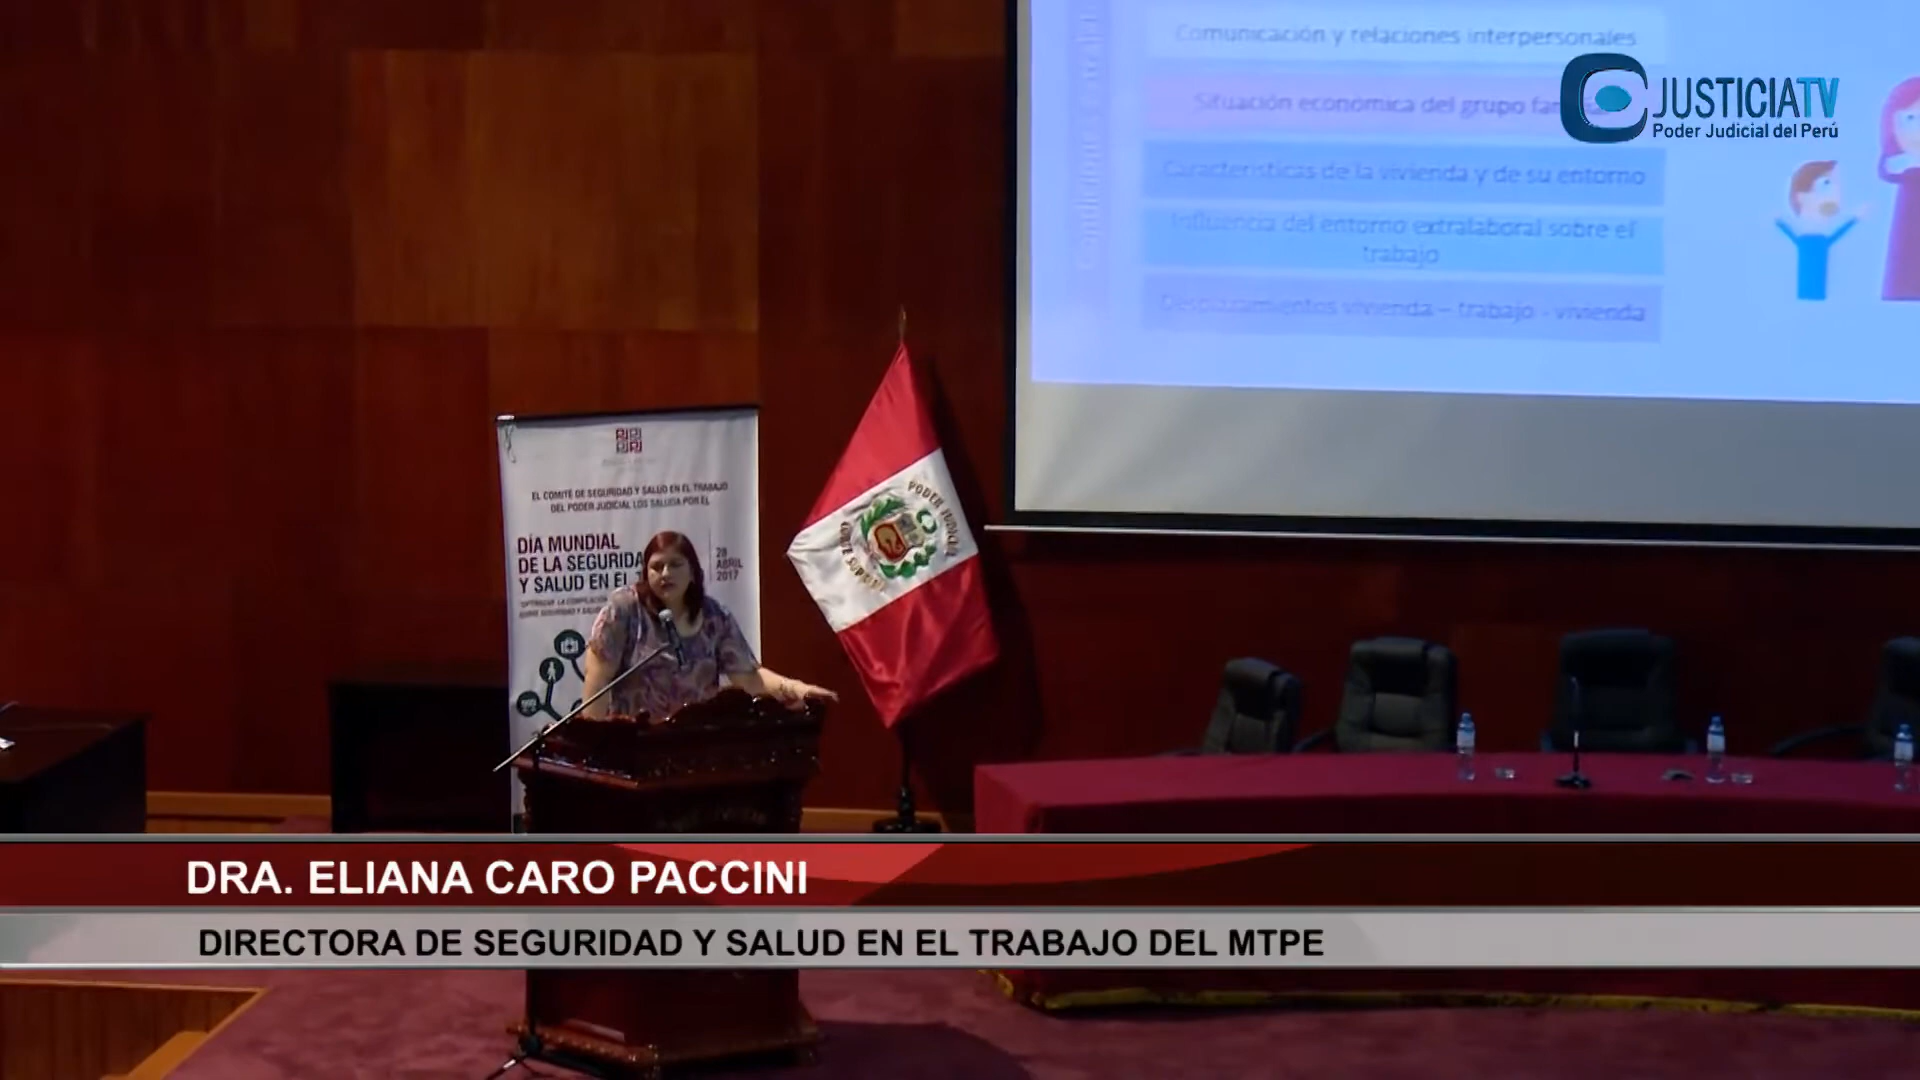 Comunicación y relaciones interpersonales
Situación económica del grupo
Características de la vivienda y de su entorno
Influencia del entorno extralaboral sobre el
trabajo
Desplazamientos vivienda – trabajo - vivienda
JUSTICIATV
Poder Judicial del Perú
EL COMITÉ DE SEGURIDAD Y SALUD EN EL TRABAJO
DEL PODER JUDICIAL LOS SALUDA POR EL
DÍA MUNDIAL
DE LA SEGURIDA
Y SALUD EN EL T
28
ABRIL
2017
PODER JUDICIAL
DRA. ELIANA CARO PACCINI
DIRECTORA DE SEGURIDAD Y SALUD EN EL TRABAJO DEL MTPE